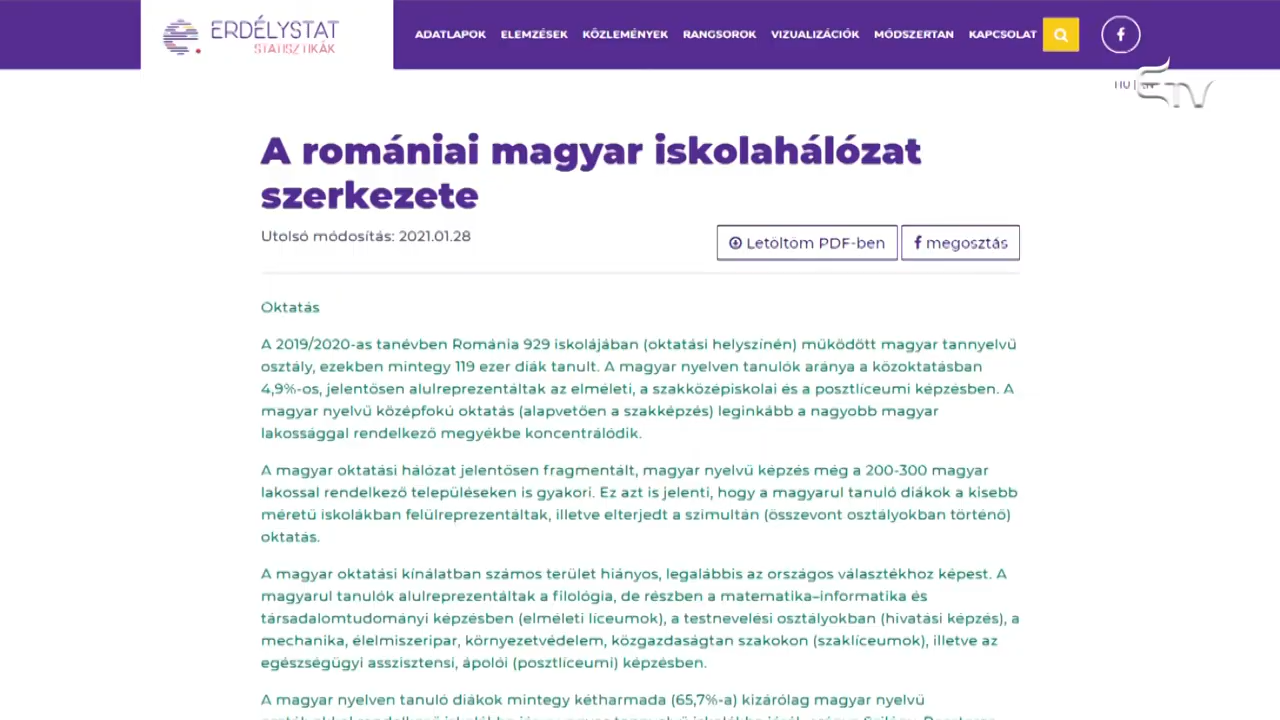 ERDÉLYSTAT
STATISZTIKÁK
ADATLAPOK ELEMZÉSEK KÖZLEMÉNYEK RANGSOROK VIZUALIZÁCIÓK MÓDSZERTAN KAPCSOLAT
ETV
A romániai magyar iskolahálózat
szerkezete
Utolsó módosítás: 2021.01.28
Letöltöm PDF-ben
megosztás
Oktatás
A 2019/2020-as tanévben Románia 929 iskolájában (oktatási helyszínén) működött magyar tannyelvű
osztály, ezekben mintegy 119 ezer diák tanult. A magyar nyelven tanulók aránya a közoktatásban
4,9%-os, jelentősen alulreprezentáltak az elméleti, a szakközépiskolai és a posztlíceumi képzésben. A
magyar nyelvű középfokú oktatás (alapvetően a szakképzés) leginkább a nagyobb magyar
lakossággal rendelkező megyékbe koncentrálódik.
A magyar oktatási hálózat jelentősen fragmentált, magyar nyelvű képzés még a 200-300 magyar
lakossal rendelkező településeken is gyakori. Ez azt is jelenti, hogy a magyarul tanuló diákok a kisebb
méretű iskolákban felülreprezentáltak, illetve elterjedt a szimultán (összevont osztályokban történő)
oktatás.
A magyar oktatási kínálatban számos terület hiányos, legalábbis az országos választékhoz képest. A
magyarul tanulók alulreprezentáltak a filológia, de részben a matematika–informatika és
társadalomtudományi képzésben (elméleti líceumok), a testnevelési osztályokban (hivatási képzés), a
mechanika, élelmiszeripar, környezetvédelem, közgazdaságtan szakokon (szaklíceumok), illetve az
egészségügyi asszisztensi, ápolói (posztlíceumi) képzésben.
A magyar nyelven tanuló diákok mintegy kétharmada (65,7%-a) kizárólag magyar nyelvű